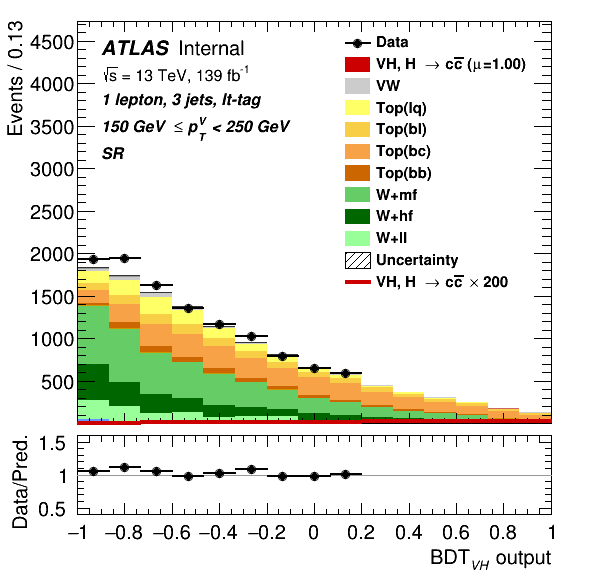 Events / 0.13
4500
4000
3500
3000
2500
2000
1500
1000
500
ATLAS Internal
√s = 13 TeV, 139 fb⁻¹
1 lepton, 3 jets, lt-tag
150 GeV ≤ p_T^V < 250 GeV
SR
Data
VH, H → cc̅ (μ=1.00)
VW
Top(lq)
Top(bl)
Top(bc)
Top(bb)
W+mf
W+hf
W+ll
Uncertainty
VH, H → cc̅ × 200
Data/Pred.
1.5
1
0.5
−1 −0.8 −0.6 −0.4 −0.2 0 0.2 0.4 0.6 0.8 1
BDT_VH output